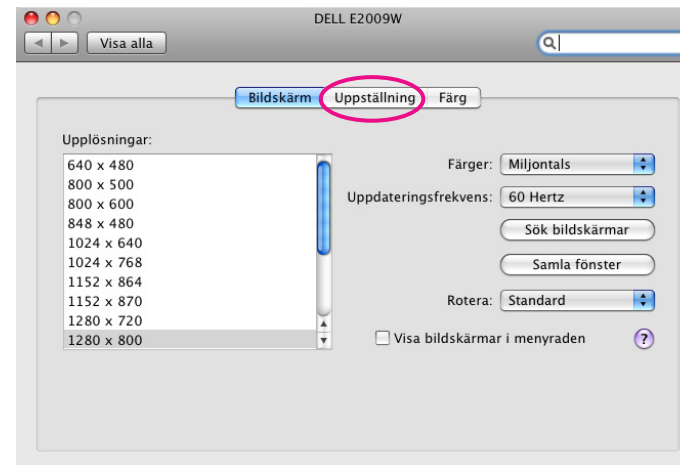 DELL E2009W
Visa alla
Bildskärm Uppställning Färg
Upplösningar:
640 x 480
800 x 500
800 x 600
848 x 480
1024 x 640
1024 x 768
1152 x 864
1152 x 870
1280 x 720
1280 x 800
Färger: Miljontals
Uppdateringsfrekvens: 60 Hertz
Sök bildskärmar
Samla fönster
Rotera: Standard
Visa bildskärmar i menyraden ?